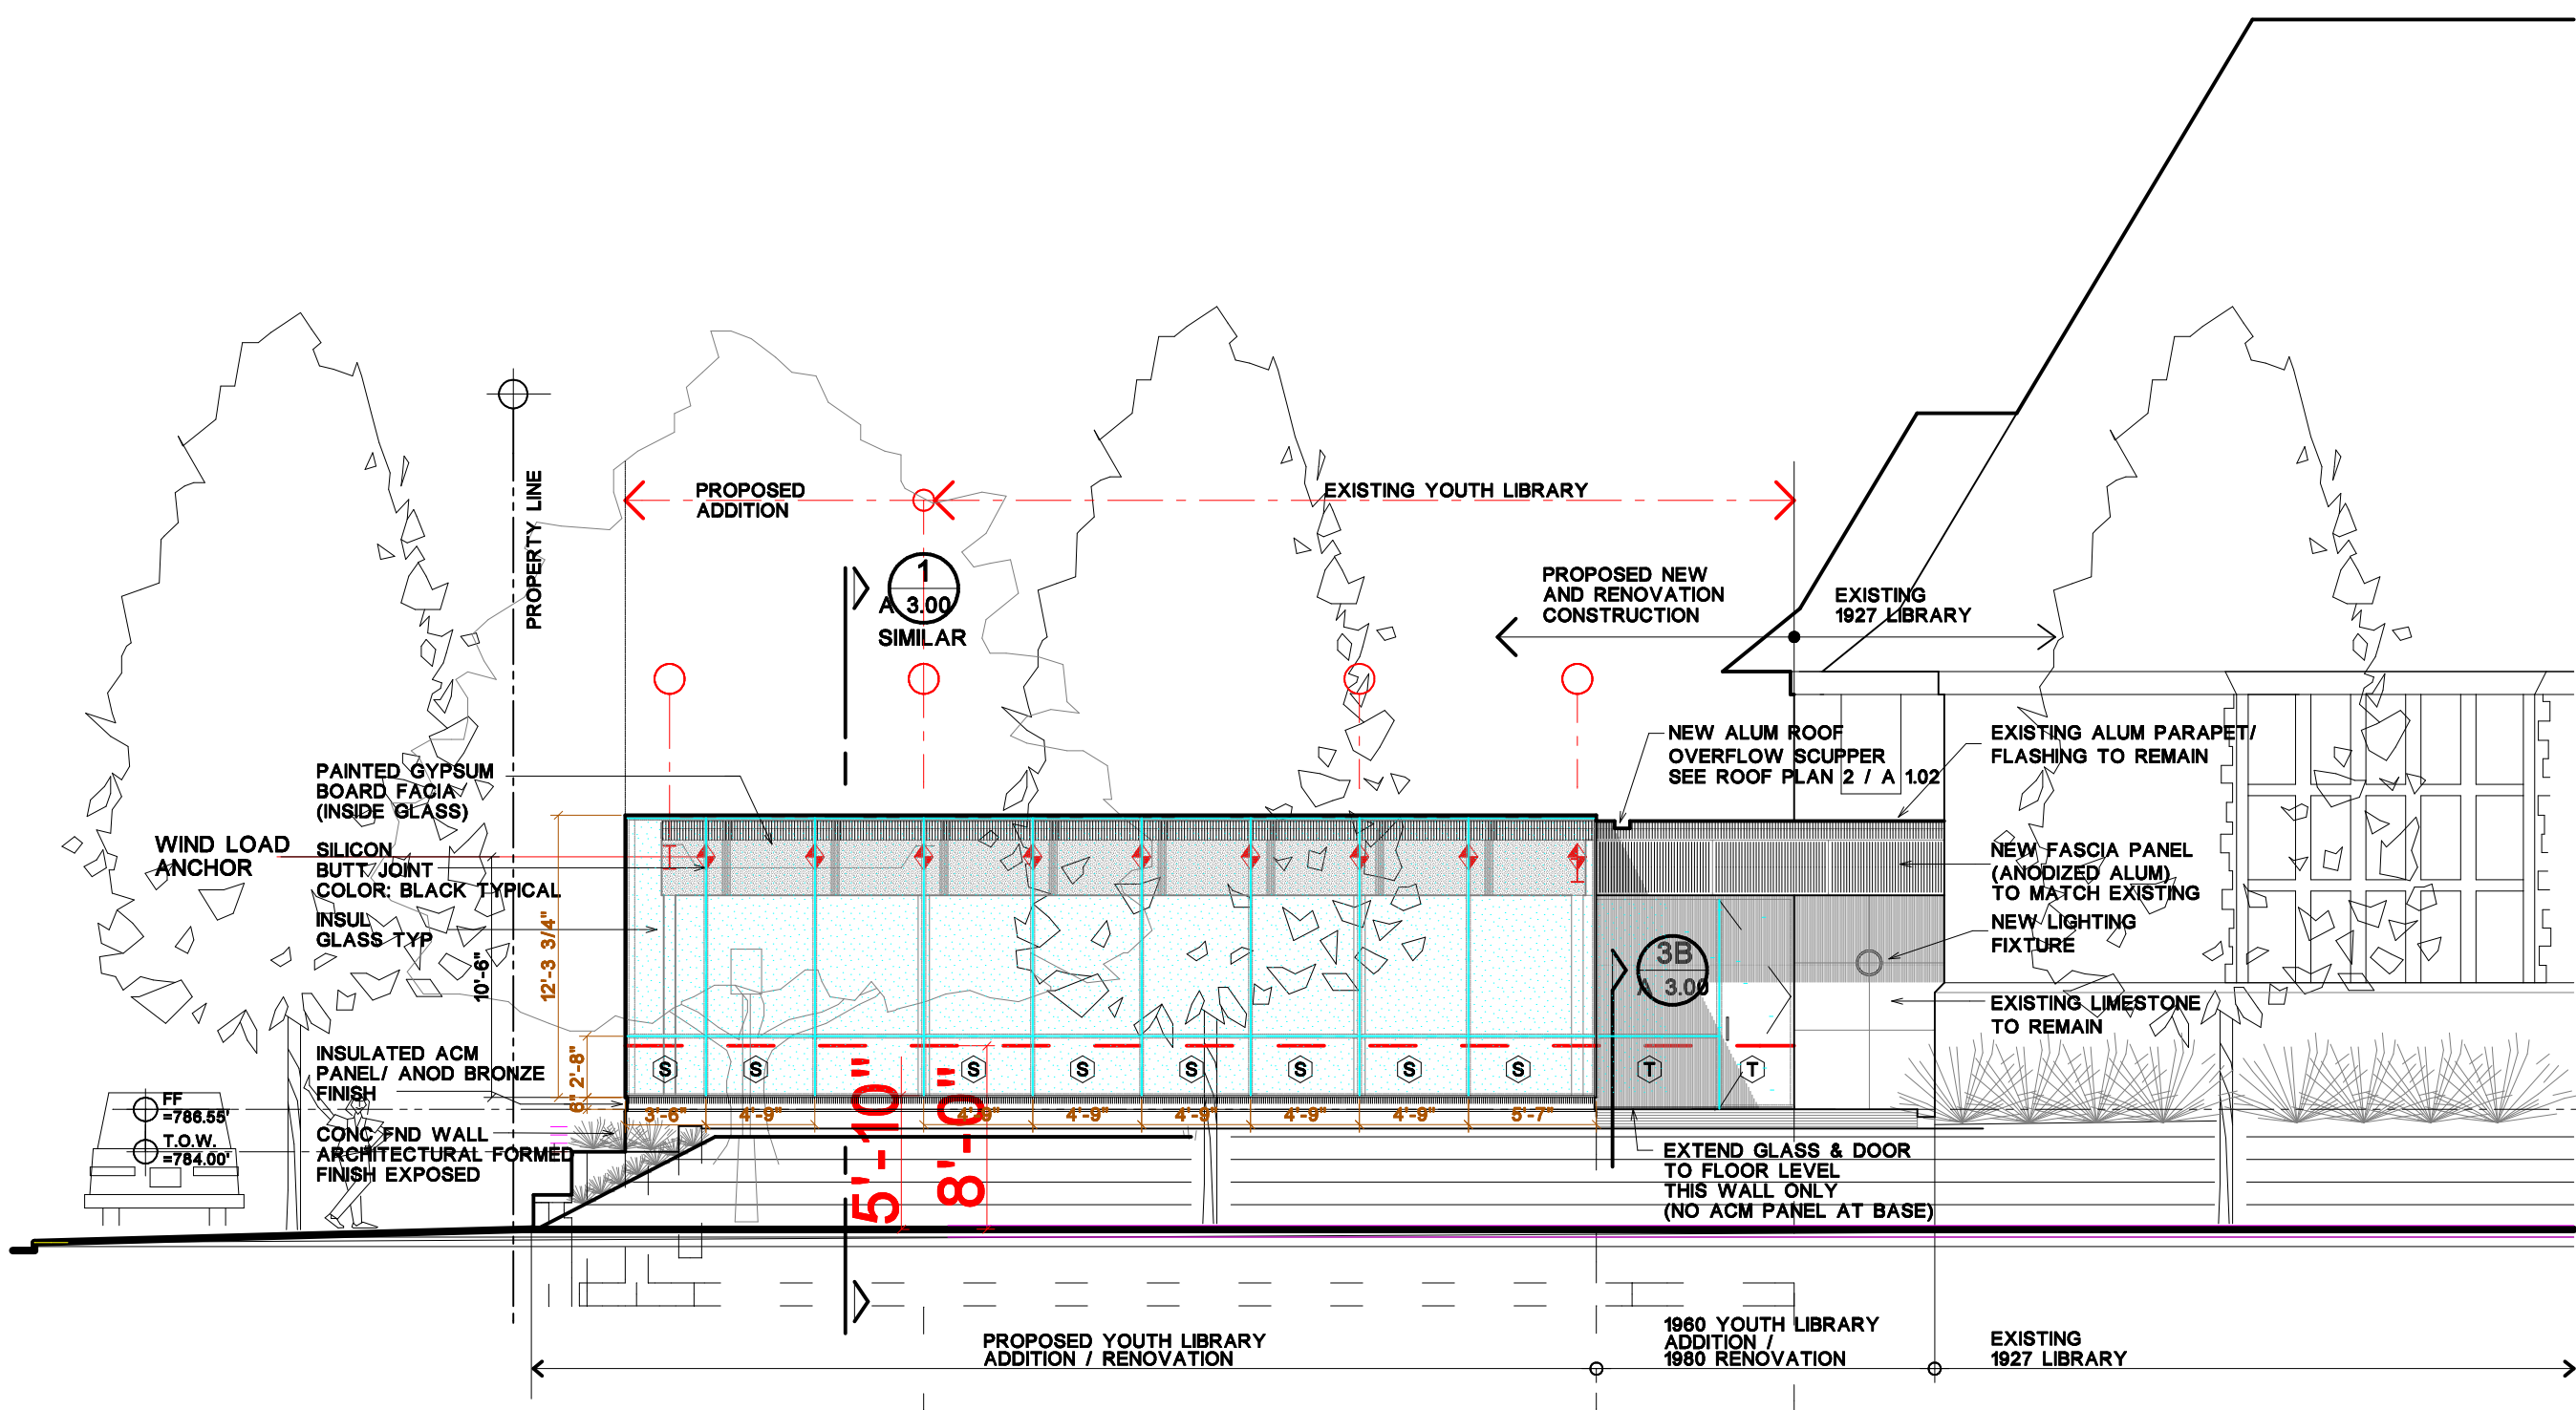 PROPOSED
ADDITION
EXISTING YOUTH LIBRARY
PROPERTY LINE
1
A 3.00
SIMILAR
PROPOSED NEW
AND RENOVATION
CONSTRUCTION
EXISTING
1927 LIBRARY
NEW ALUM ROOF
OVERFLOW SCUPPER
SEE ROOF PLAN 2 / A 1.02
EXISTING ALUM PARAPET/
FLASHING TO REMAIN
PAINTED GYPSUM
BOARD FACIA
(INSIDE GLASS)
WIND LOAD
ANCHOR
SILICON
BUTT JOINT
COLOR: BLACK TYPICAL
INSUL
GLASS TYP
10'-6"
12'-3 3/4"
NEW FASCIA PANEL
(ANODIZED ALUM)
TO MATCH EXISTING
NEW LIGHTING
FIXTURE
3B
A 3.00
EXISTING LIMESTONE
TO REMAIN
INSULATED ACM
PANEL/ ANOD BRONZE
FINISH
6" 2'-8"
S
S
S
S
S
S
S
S
T
T
FF
=786.55'
T.O.W.
=784.00'
3'-6"
4'-9"
4'-9"
4'-9"
4'-9"
4'-9"
4'-9"
5'-7"
5'-10"
8'-0"
CONC FND WALL
ARCHITECTURAL FORMED
FINISH EXPOSED
EXTEND GLASS & DOOR
TO FLOOR LEVEL
THIS WALL ONLY
(NO ACM PANEL AT BASE)
PROPOSED YOUTH LIBRARY
ADDITION / RENOVATION
1960 YOUTH LIBRARY
ADDITION /
1980 RENOVATION
EXISTING
1927 LIBRARY